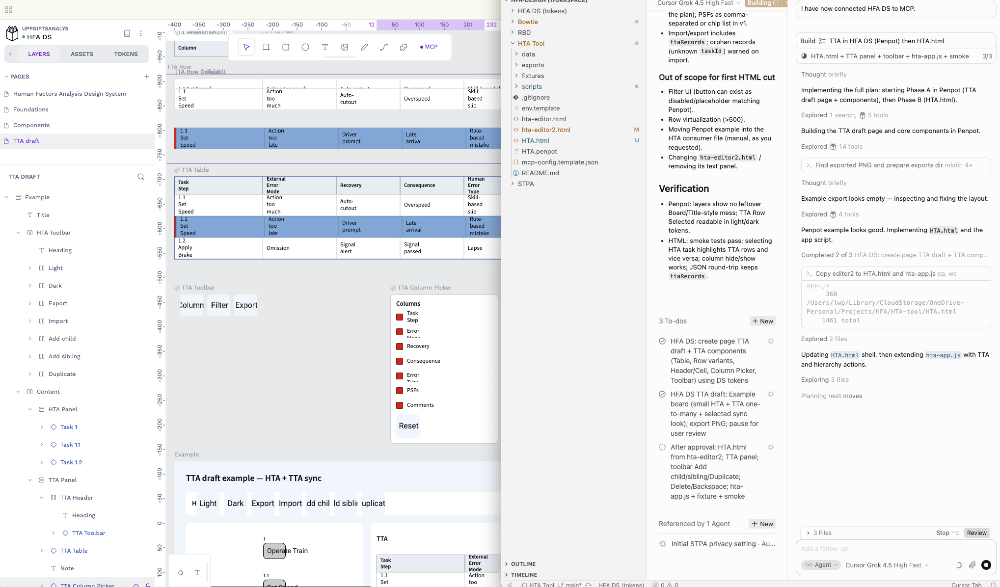 UPPGIFTSANALYS
HFA DS
LAYERS
ASSETS
TOKENS
PAGES
Human Factors Analysis Design System
Foundations
Components
TTA draft
TTA DRAFT
Example
Title
HTA Toolbar
Heading
Light
Dark
Export
Import
Add child
Add sibling
Duplicate
Content
HTA Panel
Task 1
Task 1.1
Task 1.2
TTA Panel
TTA Header
Heading
TTA Toolbar
TTA Table
Note
TTA Column Picker
-400 -350 -300 -250 -200 -150 -100 -50 12 50 100 150 232
-950
-900
-850
-800
-750
-700
-650
-600
-550
-500
-450
-400
-350
-300
-250
-200
-150
-100
-50
0
50
100
MCP
Column
TTA Row
1.1
Set
Speed
Action
too
much
Auto-
cutout
Overspeed
Skill-
based
slip
1.1
Set
Speed
Action
too
late
Driver
prompt
Late
arrival
Rule-
based
mistake
TTA Table
Task
Step
External
Error
Mode
Recovery
Consequence
Human
Error
Type
1.1
Set
Speed
Action
too
much
Auto-
cutout
Overspeed
Skill-
based
slip
1.1
Set
Speed
Action
too
late
Driver
prompt
Late
arrival
Rule-
based
mistake
1.2
Apply
Brake
Omission
Signal
alert
Signal
passed
Lapse
TTA Toolbar
Column
Filter
Export
TTA Column Picker
Columns
Task
Step
Error
Recovery
Consequence
Error
PSFs
Comments
Reset
Example
TTA draft example — HTA + TTA sync
H Light Dark Export Import dd chil dd siblin uplicat
1
Operate Train
1.1
TTA
Task
Step
External
Error
Mode
1.1
Set
Action
too
HFA-DESIGN (WORKSPACE)
HFA DS (tokens)
Bowtie
RBD
HTA Tool
data
exports
fixtures
scripts
.gitignore
env.template
hta-editor.html
hta-editor2.html M
HTA.html U
HTA.penpot
mcp-config.template.json
README.md
STPA
OUTLINE
TIMELINE
HTA Tool main* HFA DS (tokens) 0 0
Cursor Tab
Cursor Grok 4.5 High Fast
Building
the plan); PSFs as comma-
separated or chip list in v1.
Import/export includes
ttaRecords; orphan records
(unknown taskId) warned on
import.
Out of scope for first HTML cut
Filter UI (button can exist as
disabled/placeholder matching
Penpot).
Row virtualization (>500).
Moving Penpot example into the
HTA consumer file (manual, as you
requested).
Changing hta-editor2.html /
removing its text panel.
Verification
Penpot: layers show no leftover
Board/Title-style mess; TTA Row
Selected readable in light/dark
tokens.
HTML: smoke tests pass; selecting
HTA task highlights TTA rows and
vice versa; column hide/show
works; JSON round-trip keeps
ttaRecords.
3 To-dos
+ New
HFA DS: create page TTA
draft + TTA components
(Table, Row variants,
Header/Cell, Column Picker,
Toolbar) using DS tokens
HFA DS TTA draft: Example
board (small HTA + TTA one-
to-many + selected sync
look); export PNG; pause for
user review
After approval: HTA.html
from hta-editor2; TTA panel;
toolbar Add
child/sibling/Duplicate;
Delete/Backspace; hta-
app.js + fixture + smoke
Referenced by 1 Agent
+ New
Initial STPA privacy setting · Au...
I have now connected HFA DS to MCP.
Build TTA in HFA DS (Penpot) then HTA.html
HTA.html + TTA panel + toolbar + hta-app.js + smoke 3/3
Thought briefly
Implementing the full plan: starting Phase A in Penpot (TTA
draft page + components), then Phase B (HTA.html).
Explored 1 search, 5 tools
Building the TTA draft page and core components in Penpot.
Explored 14 tools
Find exported PNG and prepare exports dir mkdir, 4+
Thought briefly
Example export looks empty — inspecting and fixing the layout.
Explored 4 tools
Penpot example looks good. Implementing HTA.html and the
app script.
Completed 2 of 3 HFA DS: create page TTA draft + TTA comp...
Copy editor2 to HTA.html and hta-app.js cp, wc
app.js
368
/Users/lwp/Library/CloudStorage/OneDrive-
Personal/Projects/HFA/HTA-tool/HTA.html
1461 total
Explored 2 files
Updating HTA.html shell, then extending hta-app.js with TTA
and hierarchy actions.
Exploring 3 files
Planning next moves
3 Files
Stop ^C
Review
Add a follow-up
Agent
Cursor Grok 4.5 High Fast